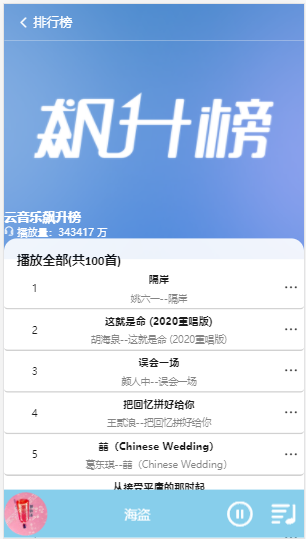 排行榜
飙升榜
云音乐飙升榜
播放量：343417 万
播放全部(共100首)
1
隔岸
姚六一--隔岸
2
这就是命 (2020重唱版)
胡海泉--这就是命 (2020重唱版)
3
误会一场
颜人中--误会一场
4
把回忆拼好给你
王贰浪--把回忆拼好给你
5
囍（Chinese Wedding）
葛东琪--囍（Chinese Wedding）
从接受平庸的那时起
海盗